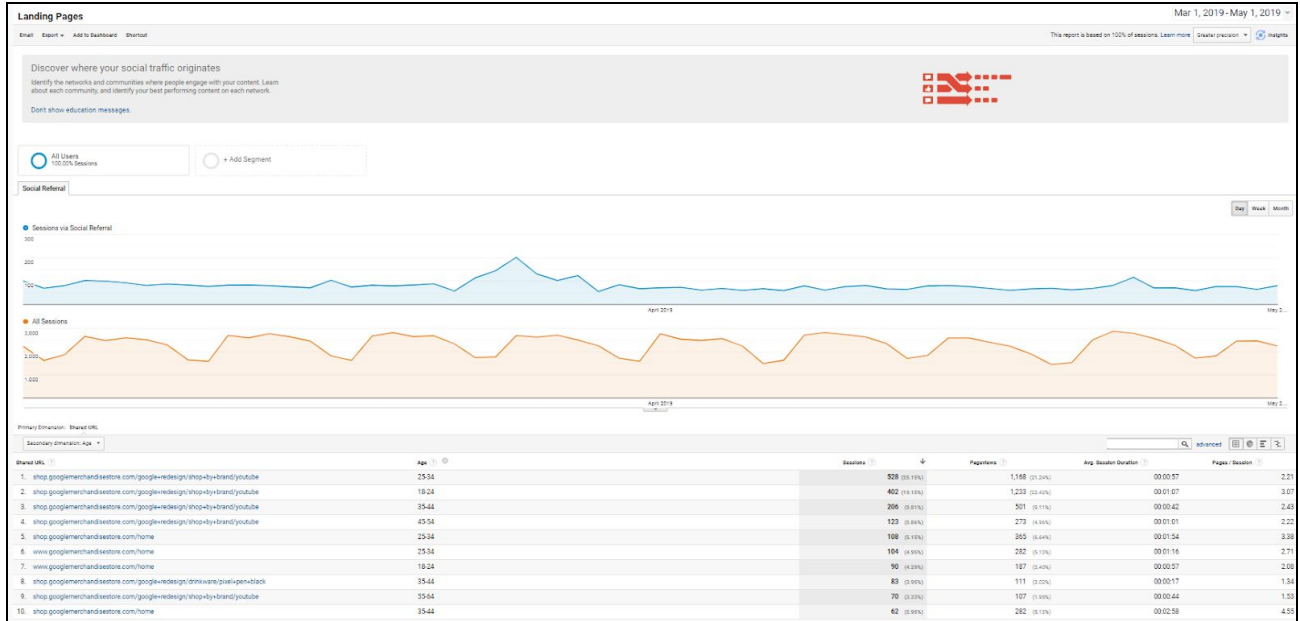 Landing Pages
Mar 1, 2019 - May 1, 2019
Email Export Add to Dashboard Shortcut
This report is based on 100% of sessions. Learn more Greater precision Insights
Discover where your social traffic originates
Identify the networks and communities where people engage with your content. Learn
about each community, and identify your best performing content on each network.
Don't show education messages.
All Users
100.00% Sessions
+ Add Segment
Social Referral
Day Week Month
Sessions via Social Referral
300
200
100
April 2019
May 2...
All Sessions
3,000
2,000
1,000
April 2019
May 2...
Primary Dimension: Shared URL
Secondary dimension: Age
advanced
Shared URL Age Sessions Pageviews Avg. Session Duration Pages / Session
1. shop.googlemerchandisestore.com/google+redesign/shop+by+brand/youtube 25-34 528 1,168 00:00:57 2.21
2. shop.googlemerchandisestore.com/google+redesign/shop+by+brand/youtube 18-24 402 1,233 00:01:07 3.07
3. shop.googlemerchandisestore.com/google+redesign/shop+by+brand/youtube 35-44 206 501 00:00:42 2.43
4. shop.googlemerchandisestore.com/google+redesign/shop+by+brand/youtube 45-54 123 273 00:01:01 2.22
5. shop.googlemerchandisestore.com/home 25-34 108 365 00:01:54 3.38
6. www.googlemerchandisestore.com/home 25-34 104 282 00:01:16 2.71
7. www.googlemerchandisestore.com/home 18-24 90 187 00:00:57 2.08
8. shop.googlemerchandisestore.com/google+redesign/drinkware/pixel+pen+black 35-44 83 111 00:00:17 1.34
9. shop.googlemerchandisestore.com/google+redesign/shop+by+brand/youtube 55-64 70 107 00:00:44 1.53
10. shop.googlemerchandisestore.com/home 35-44 62 282 00:02:58 4.55